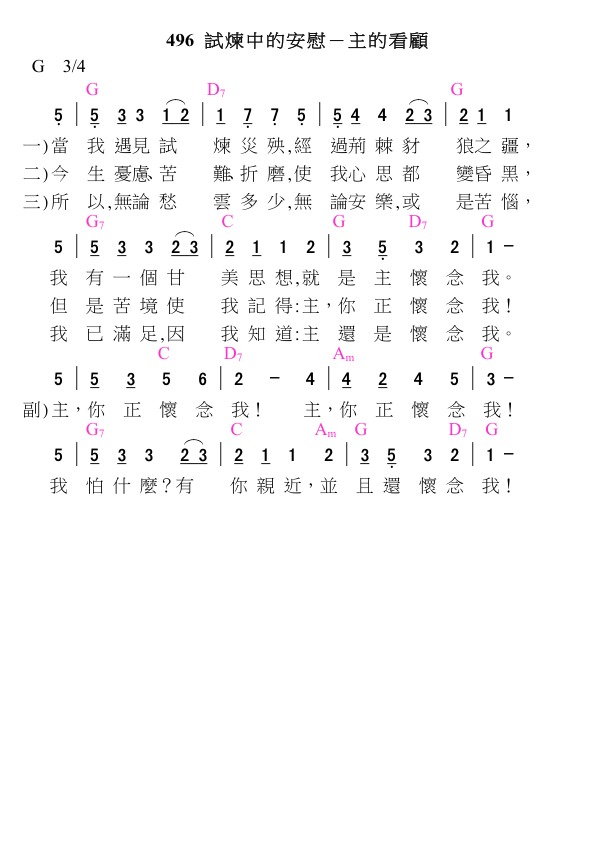 496 試煉中的安慰－主的看顧
G 3/4
G D7 G
5 | 5 3 3 1 2 | 1 7 7 5 | 5 4 4 2 3 | 2 1 1
一)當 我 遇見 試 煉 災 殃,經 過荊 棘 豺 狼之 疆,
二)今 生 憂慮、苦 難、折 磨,使 我心 思 都 變昏 黑,
三)所 以,無論 愁 雲 多 少,無 論安 樂,或 是苦 惱,
G7 C G D7 G
5 | 5 3 3 2 3 | 2 1 1 2 | 3 5 3 2 | 1 －
我 有 一 個 甘 美 思 想,就 是 主 懷 念 我。
但 是 苦 境 使 我 記 得:主,你 正 懷 念 我!
我 已 滿 足,因 我 知 道:主 還 是 懷 念 我。
C D7 Am G
5 | 5 3 5 6 | 2 － 4 | 4 2 4 5 | 3 －
副)主,你 正 懷 念 我! 主,你 正 懷 念 我!
G7 C Am G D7 G
5 | 5 3 3 2 3 | 2 1 1 2 | 3 5 3 2 | 1 －
我 怕 什 麼?有 你 親 近,並 且 還 懷 念 我!